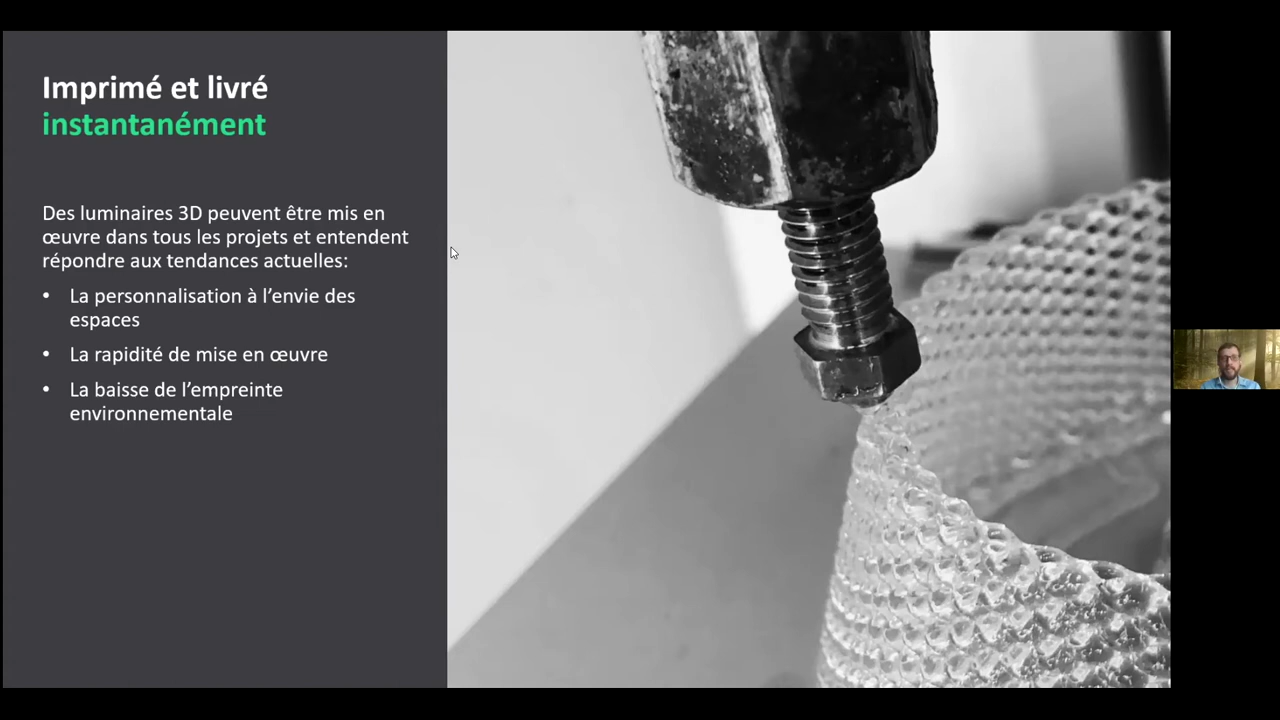 Imprimé et livré
instantanément
Des luminaires 3D peuvent être mis en
œuvre dans tous les projets et entendent
répondre aux tendances actuelles:
• La personnalisation à l’envie des
espaces
• La rapidité de mise en œuvre
• La baisse de l’empreinte
environnementale